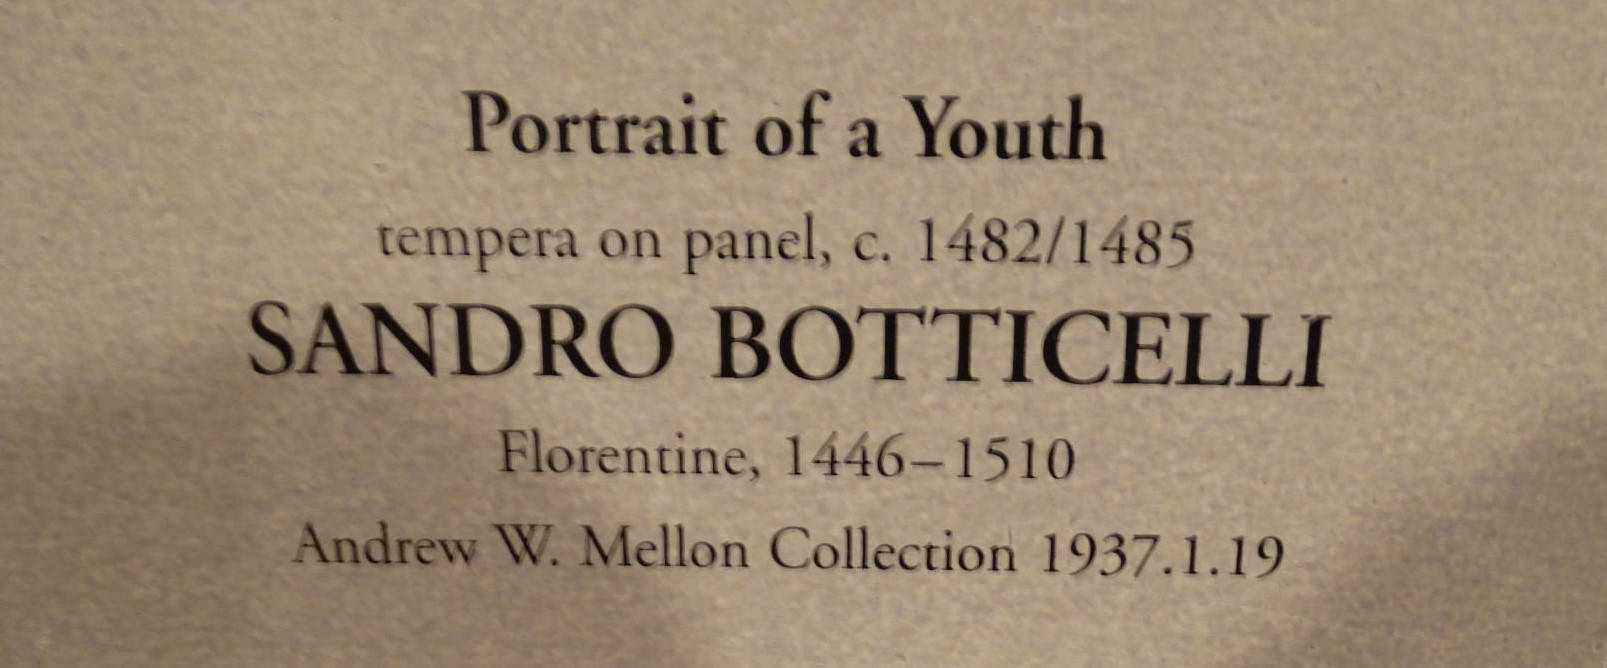 Portrait of a Youth
tempera on panel, c. 1482/1485
SANDRO BOTTICELLI
Florentine, 1446–1510
Andrew W. Mellon Collection 1937.1.19